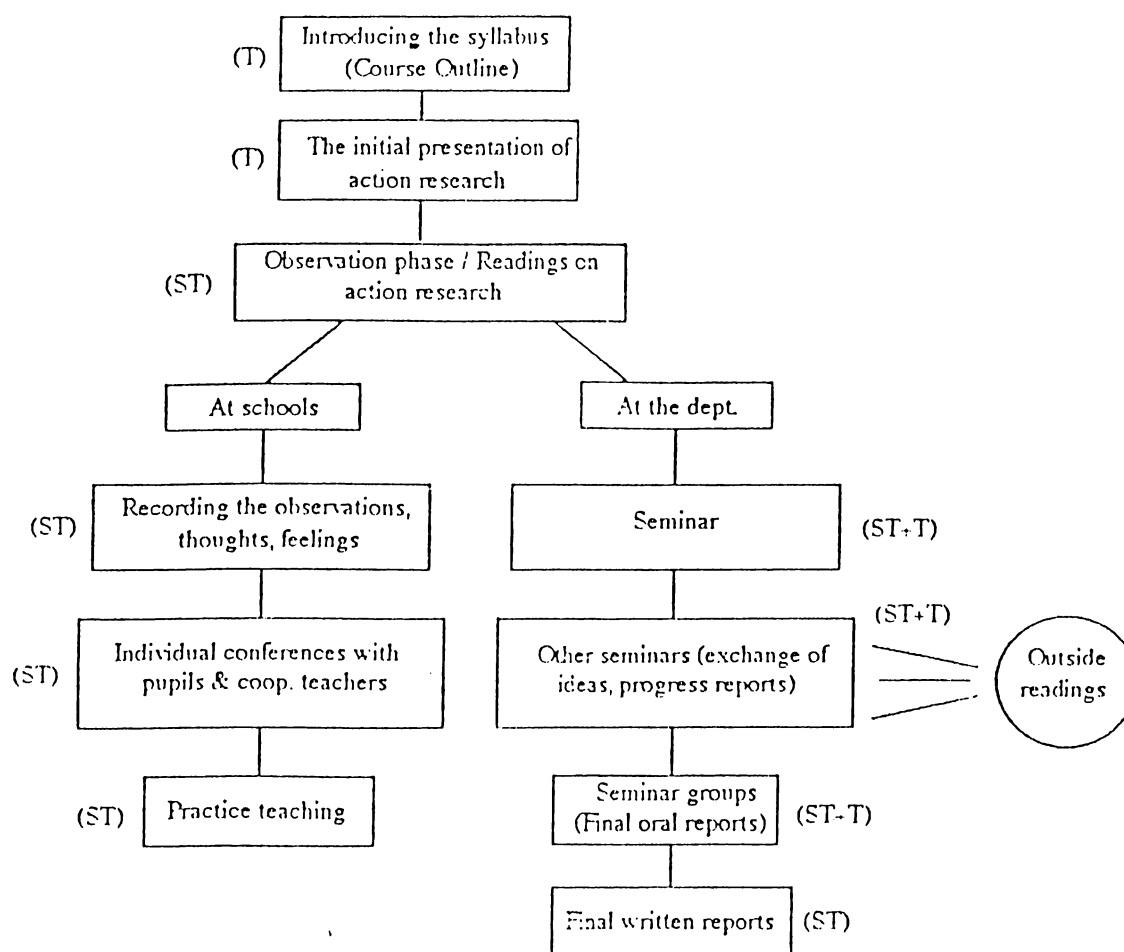 Introducing the syllabus
(T)
(Course Outline)
(T)
The initial presentation of
action research
Observation phase / Readings on
(ST)
action research
At schools
At the dept.
(ST)
Recording the observations,
thoughts, feelings
Seminar
(ST+T)
(ST+T)
(ST)
Individual conferences with
pupils & coop. teachers
Other seminars (exchange of
ideas, progress reports)
Outside
readings
(ST)
Practice teaching
Seminar groups
(Final oral reports)
(ST+T)
Final written reports
(ST)